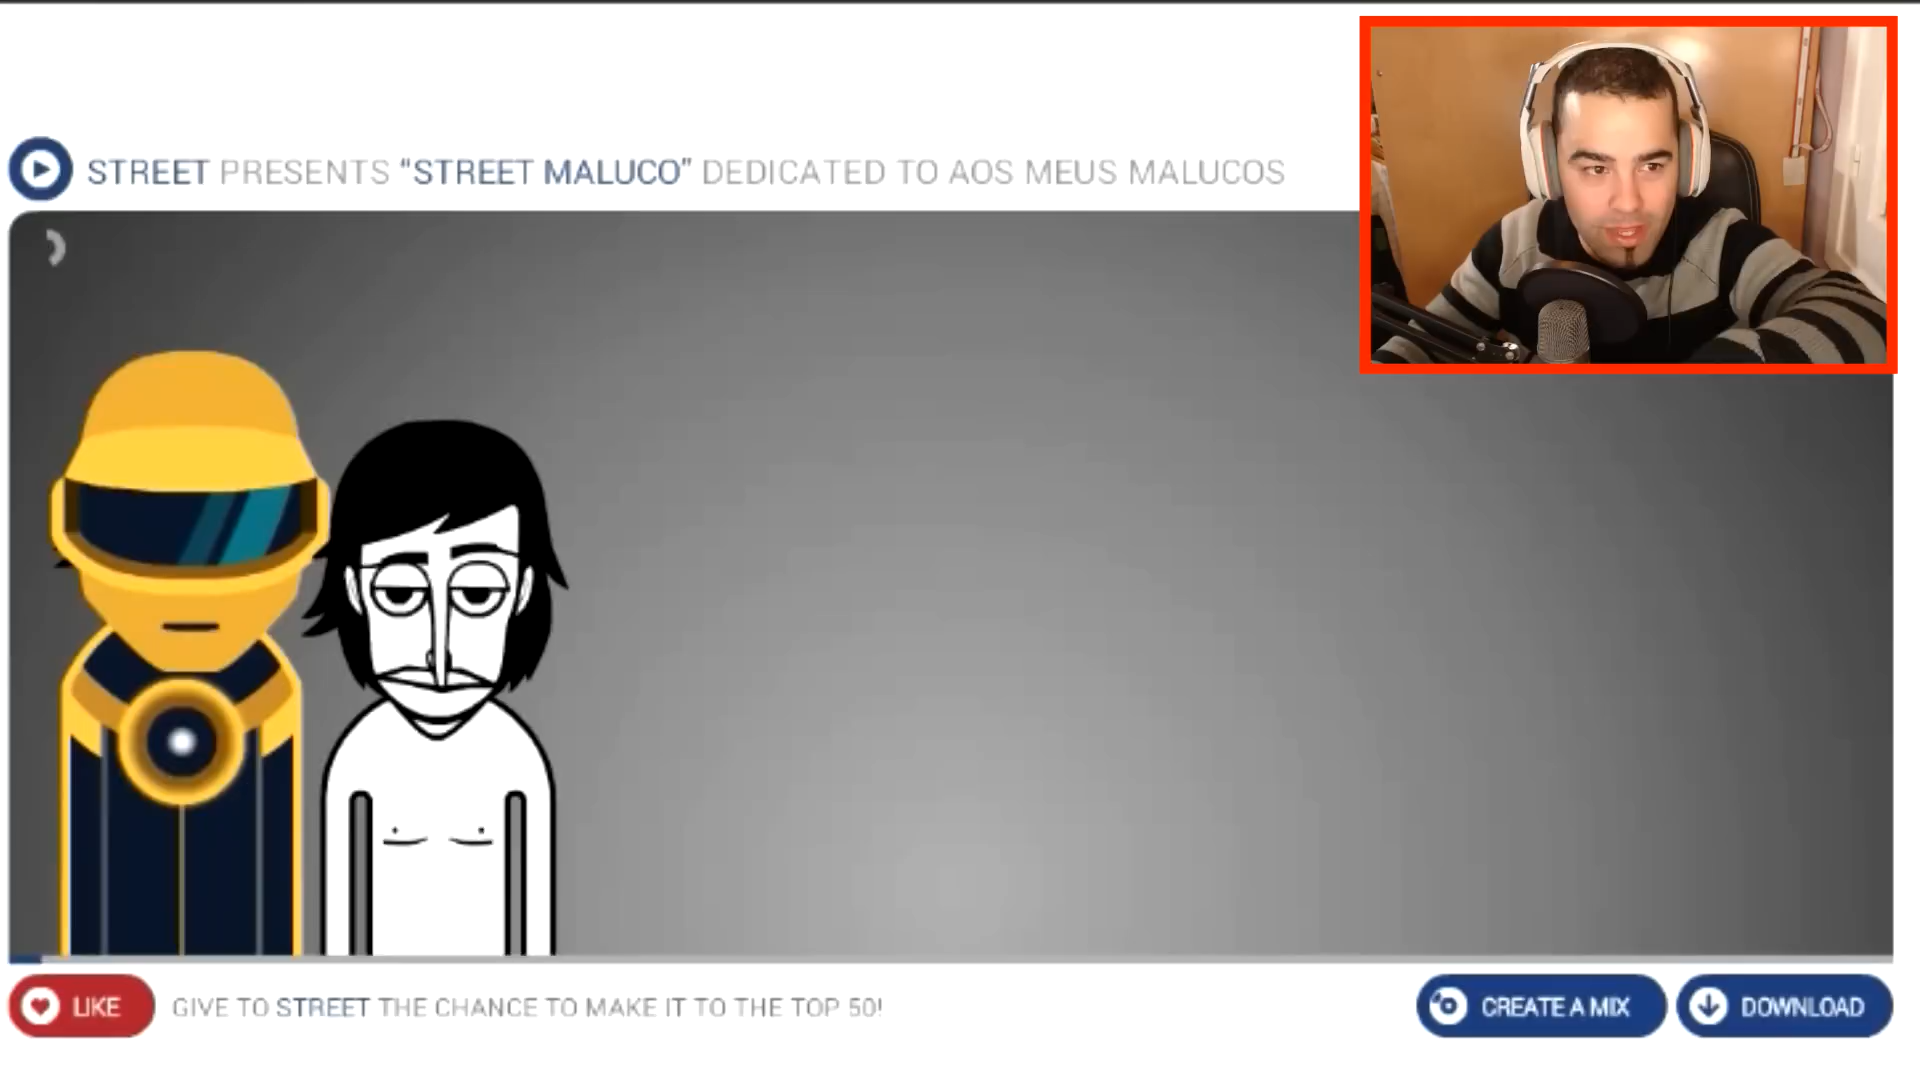 STREET PRESENTS “STREET MALUCO” DEDICATED TO AOS MEUS MALUCOS
LIKE
GIVE TO STREET THE CHANCE TO MAKE IT TO THE TOP 50!
CREATE A MIX
DOWNLOAD